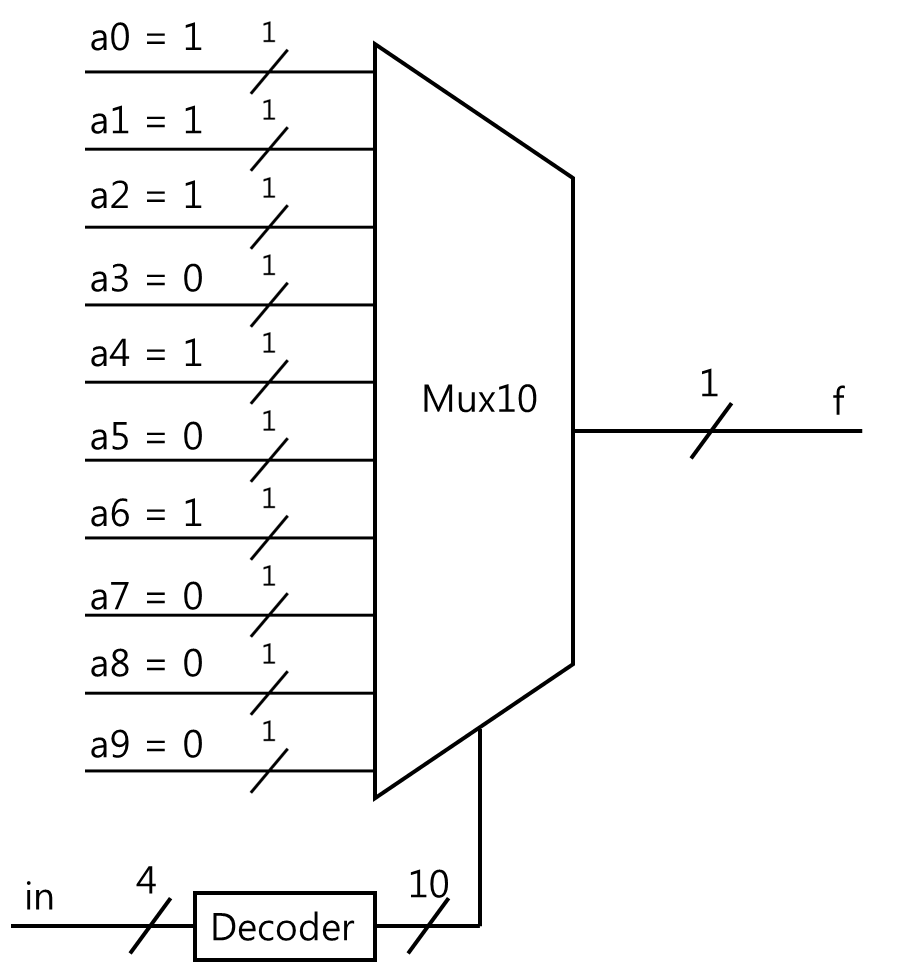 a0 = 1 1
a1 = 1 1
a2 = 1 1
a3 = 0 1
a4 = 1 1
a5 = 0 1
a6 = 1 1
a7 = 0 1
a8 = 0 1
a9 = 0 1
Mux10
1 f
in 4
Decoder
10